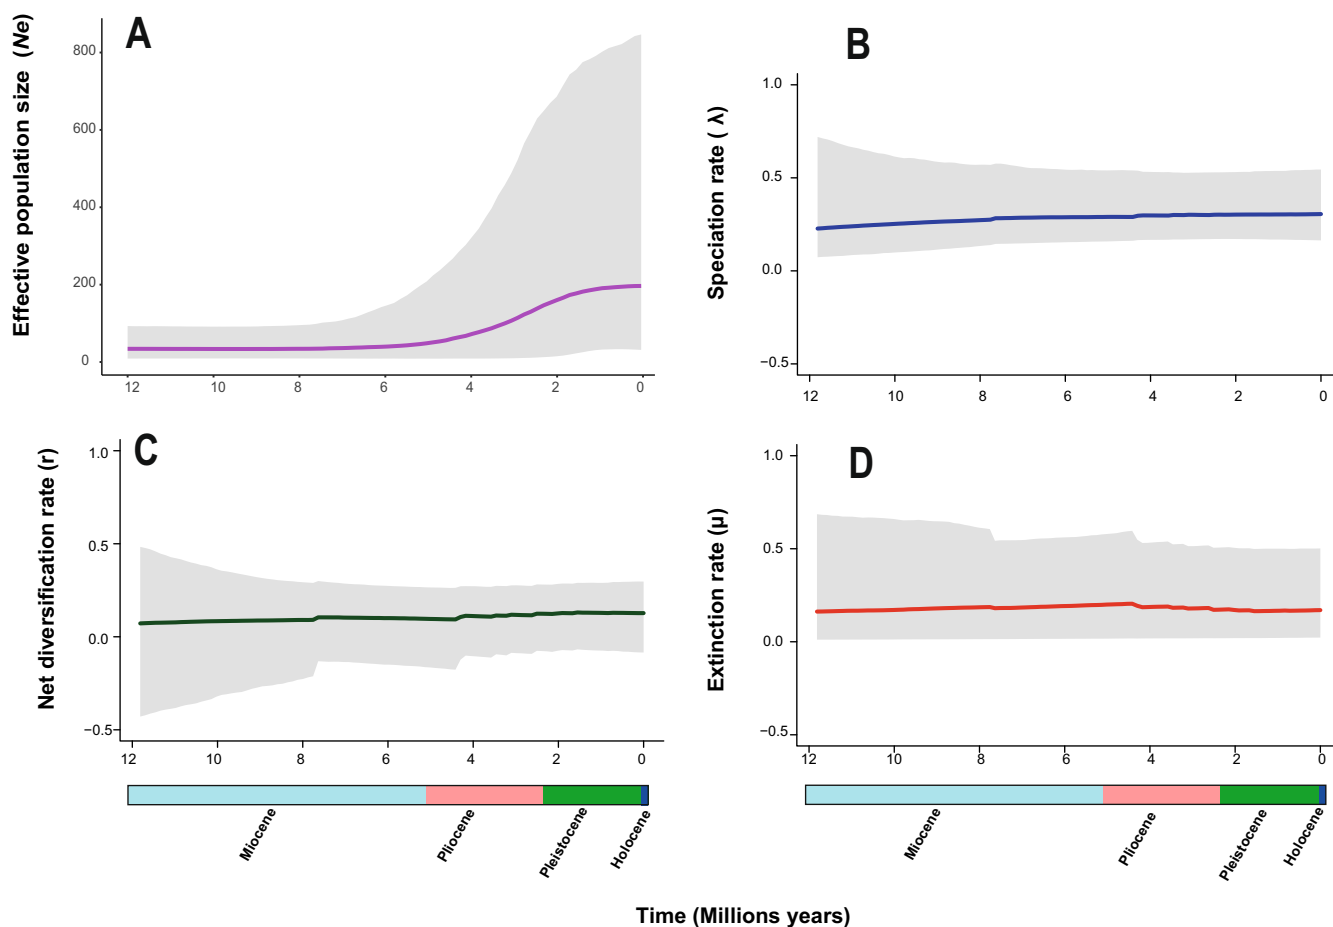 A
Effective population size (Ne)
800
600
400
200
0
12 10 8 6 4 2 0
B
Speciation rate ( λ)
1.0
0.5
0.0
−0.5
12 10 8 6 4 2 0
C
Net diversification rate (r)
1.0
0.5
0.0
−0.5
12 10 8 6 4 2 0
Miocene Pliocene Pleistocene Holocene
D
Extinction rate (μ)
1.0
0.5
0.0
−0.5
12 10 8 6 4 2 0
Miocene Pliocene Pleistocene Holocene
Time (Millions years)